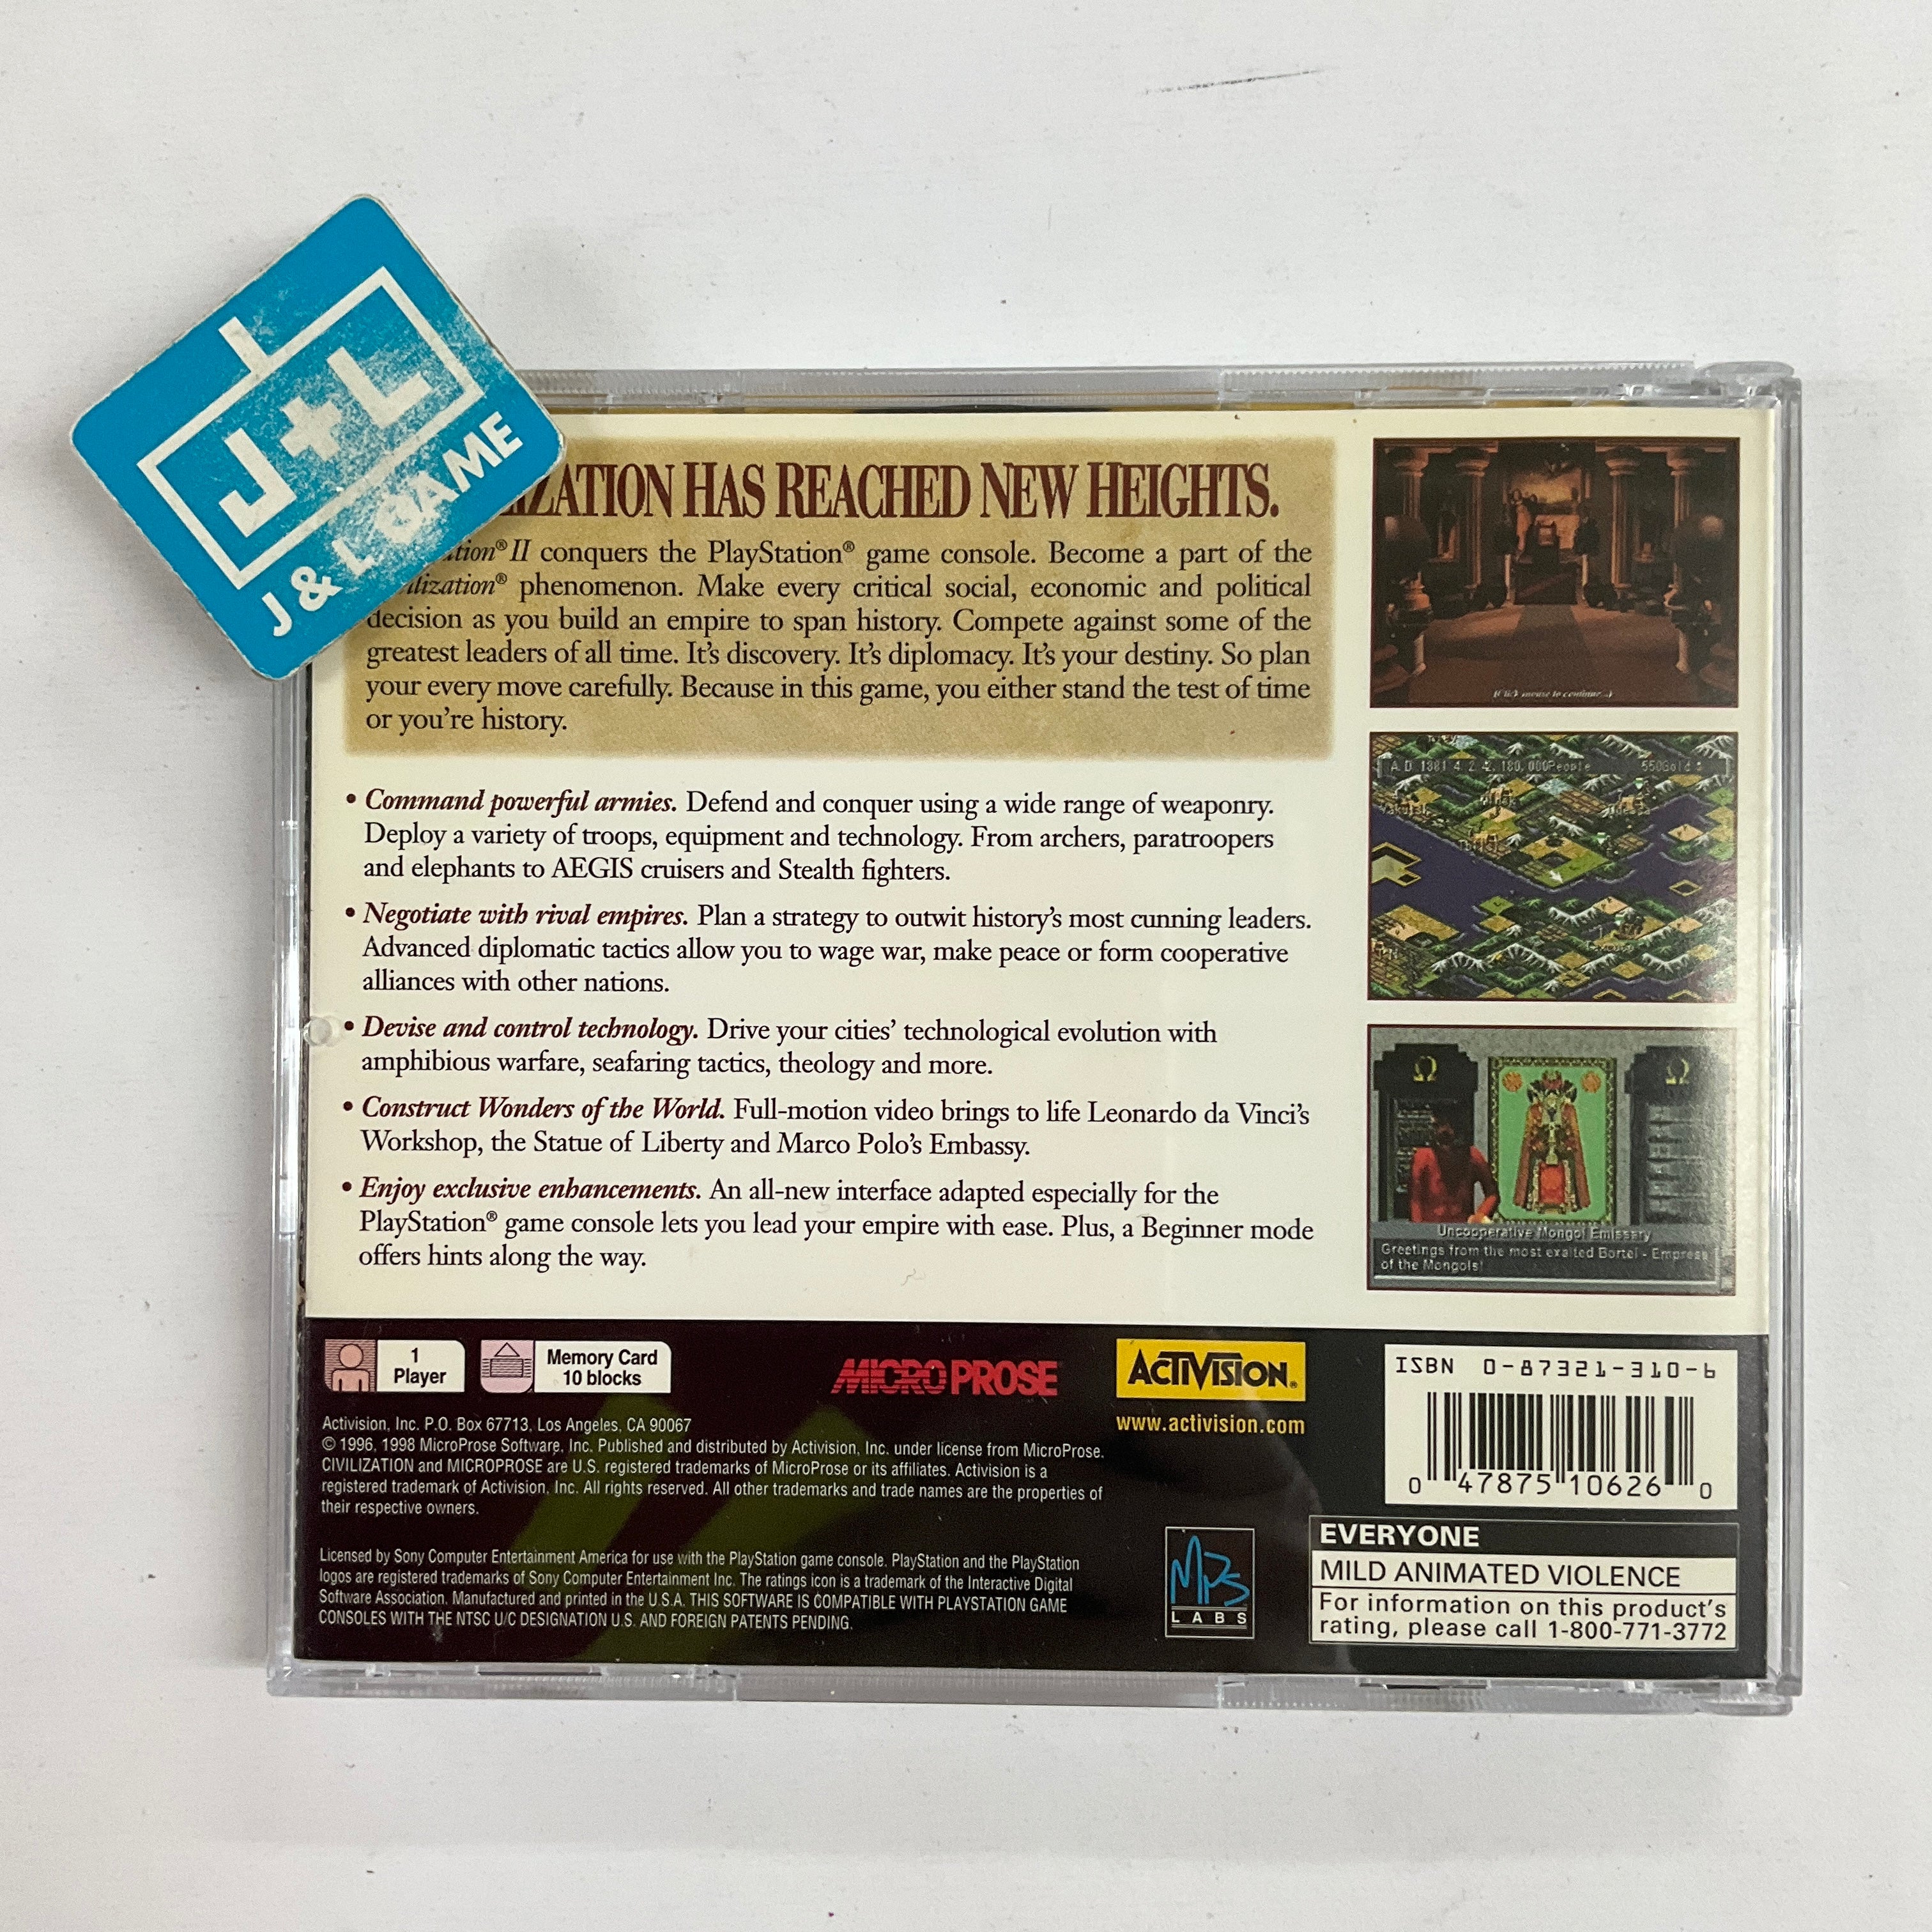 J+L
J & L GAME
LIZATION HAS REACHED NEW HEIGHTS.
tion® II conquers the PlayStation® game console. Become a part of the
ilization® phenomenon. Make every critical social, economic and political
decision as you build an empire to span history. Compete against some of the
greatest leaders of all time. It's discovery. It's diplomacy. It's your destiny. So plan
your every move carefully. Because in this game, you either stand the test of time
or you're history.
• Command powerful armies. Defend and conquer using a wide range of weaponry.
Deploy a variety of troops, equipment and technology. From archers, paratroopers
and elephants to AEGIS cruisers and Stealth fighters.
• Negotiate with rival empires. Plan a strategy to outwit history's most cunning leaders.
Advanced diplomatic tactics allow you to wage war, make peace or form cooperative
alliances with other nations.
• Devise and control technology. Drive your cities' technological evolution with
amphibious warfare, seafaring tactics, theology and more.
• Construct Wonders of the World. Full-motion video brings to life Leonardo da Vinci's
Workshop, the Statue of Liberty and Marco Polo's Embassy.
• Enjoy exclusive enhancements. An all-new interface adapted especially for the
PlayStation® game console lets you lead your empire with ease. Plus, a Beginner mode
offers hints along the way.
(Click mouse to continue...)
A.D. 1381 4. 2. 2,180,000People 550Gold
Uncooperative Mongol Emissary
Greetings from the most exalted Bortei - Empress
of the Mongols!
1
Player
Memory Card
10 blocks
MICROPROSE
ACTIVISION®
www.activision.com
ISBN 0-87321-310-6
0 47875 10626 0
Activision, Inc. P.O. Box 67713, Los Angeles, CA 90067
© 1996, 1998 MicroProse Software, Inc. Published and distributed by Activision, Inc. under license from MicroProse.
CIVILIZATION and MICROPROSE are U.S. registered trademarks of MicroProse or its affiliates. Activision is a
registered trademark of Activision, Inc. All rights reserved. All other trademarks and trade names are the properties of
their respective owners.
Licensed by Sony Computer Entertainment America for use with the PlayStation game console. PlayStation and the PlayStation
logos are registered trademarks of Sony Computer Entertainment Inc. The ratings icon is a trademark of the Interactive Digital
Software Association. Manufactured and printed in the U.S.A. THIS SOFTWARE IS COMPATIBLE WITH PLAYSTATION GAME
CONSOLES WITH THE NTSC U/C DESIGNATION U.S. AND FOREIGN PATENTS PENDING.
MPS
LABS
EVERYONE
MILD ANIMATED VIOLENCE
For information on this product's
rating, please call 1-800-771-3772